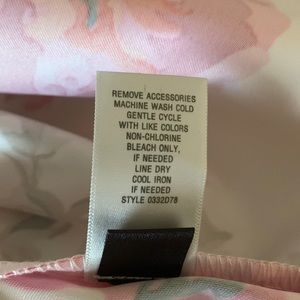 REMOVE ACCESSORIES
MACHINE WASH COLD
GENTLE CYCLE
WITH LIKE COLORS
NON-CHLORINE
BLEACH ONLY,
IF NEEDED
LINE DRY
COOL IRON
IF NEEDED
STYLE 0332D78